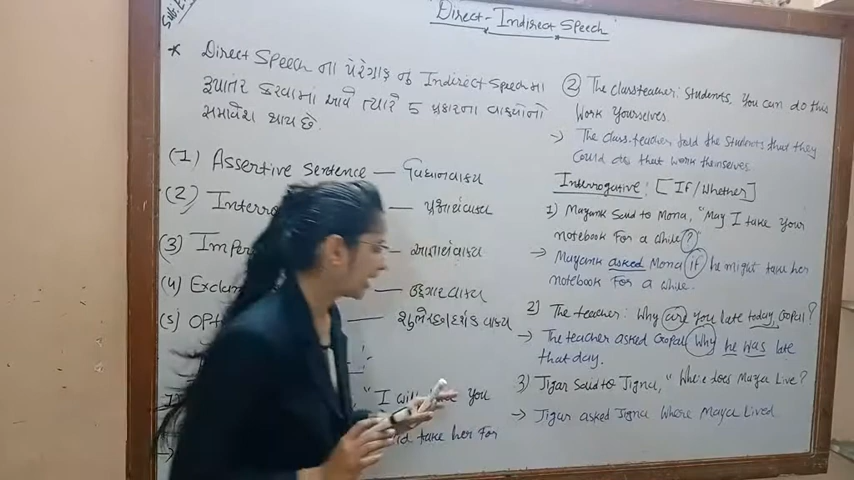 Direct-Indirect Speech
* Direct Speech ના પેરેગ્રાફ નું Indirect Speech મા
રૂપાંતર કરવામાં આવે ત્યારે 5 પ્રકારના વાક્યોનો
સમાવેશ થાય છે.
(1) Assertive Sentence — વિધાનવાક્ય
(2) Interro — પ્રશ્નાર્થવાક્ય
(3) Imper — આજ્ઞાર્થવાક્ય
(4) Exclam — ઉદ્ગારવાક્ય
(5) Opt — શુભેચ્છાદર્શક વાક્ય
"I will you
take her for
② The classteacher: Students, You can do this
work yourselves.
→ The class teacher told the students that they
could do that work themselves.
Interrogative: [If/Whether]
1) Mayank said to Mona, "May I take your
notebook for a while?"
→ Mayank asked Mona if he might take her
notebook for a while.
2) The teacher: Why are you late today, Gopal?
→ The teacher asked Gopal why he was late
that day.
3) Jigar said to Jigna, "Where does Maya Live?
→ Jigar asked Jigna where Maya Lived.